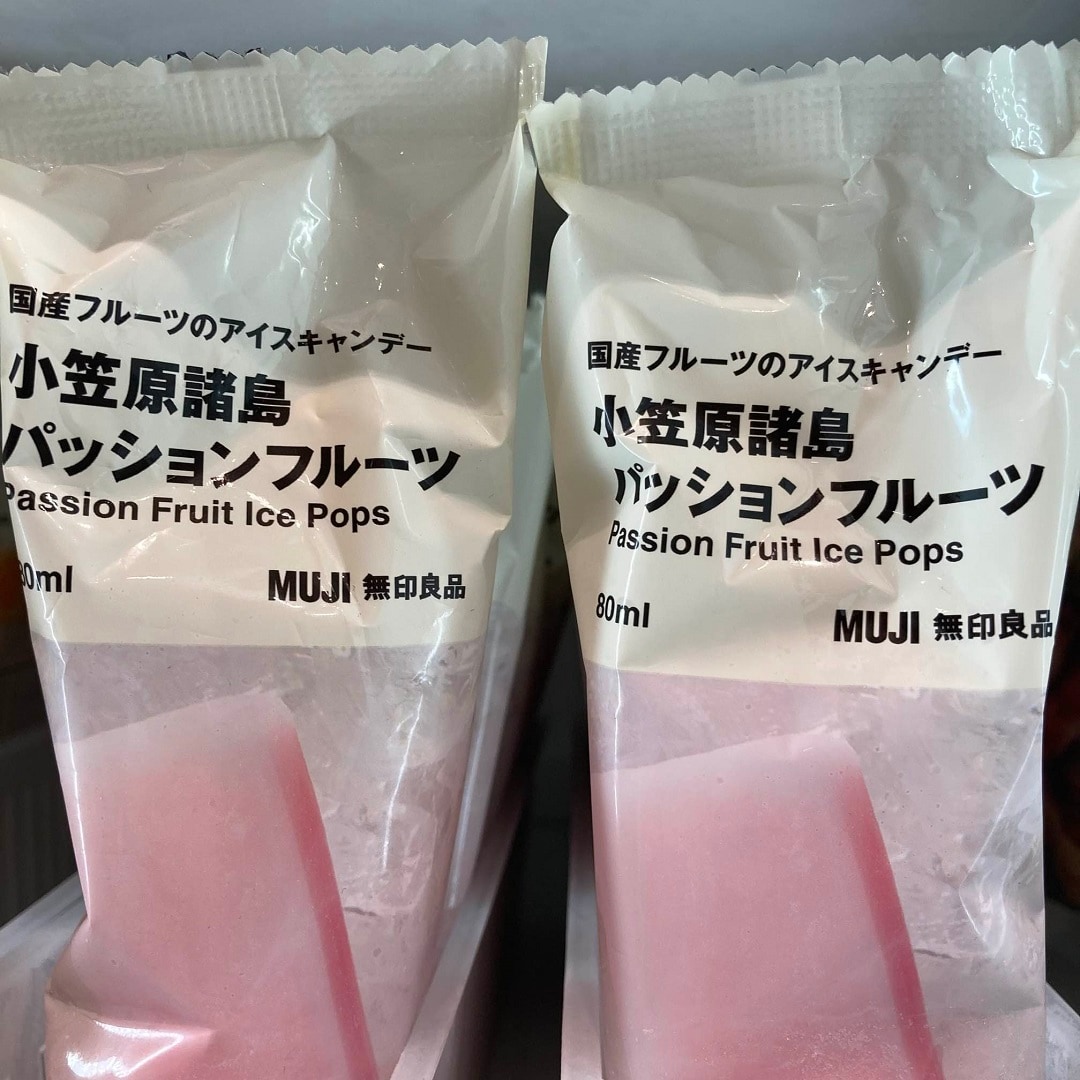 国産フルーツのアイスキャンデー
小笠原諸島
パッションフルーツ
Passion Fruit Ice Pops
80ml
MUJI 無印良品
国産フルーツのアイスキャンデー
小笠原諸島
パッションフルーツ
Passion Fruit Ice Pops
80ml
MUJI 無印良品